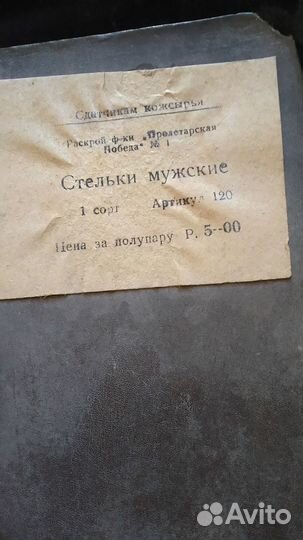 Сдатчикам кожсырья
Раскрой ф-ки „Пролетарская
Победа" № 1
Стельки мужские
1 сорт Артикул 120
Цена за полупару Р. 5--00
Avito